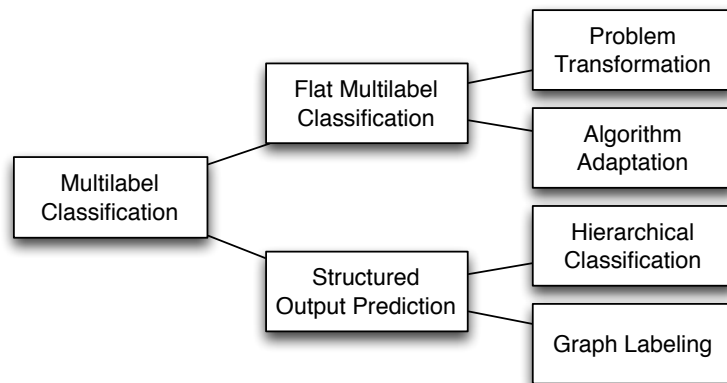 Multilabel
Classification
Flat Multilabel
Classification
Structured
Output Prediction
Problem
Transformation
Algorithm
Adaptation
Hierarchical
Classification
Graph Labeling